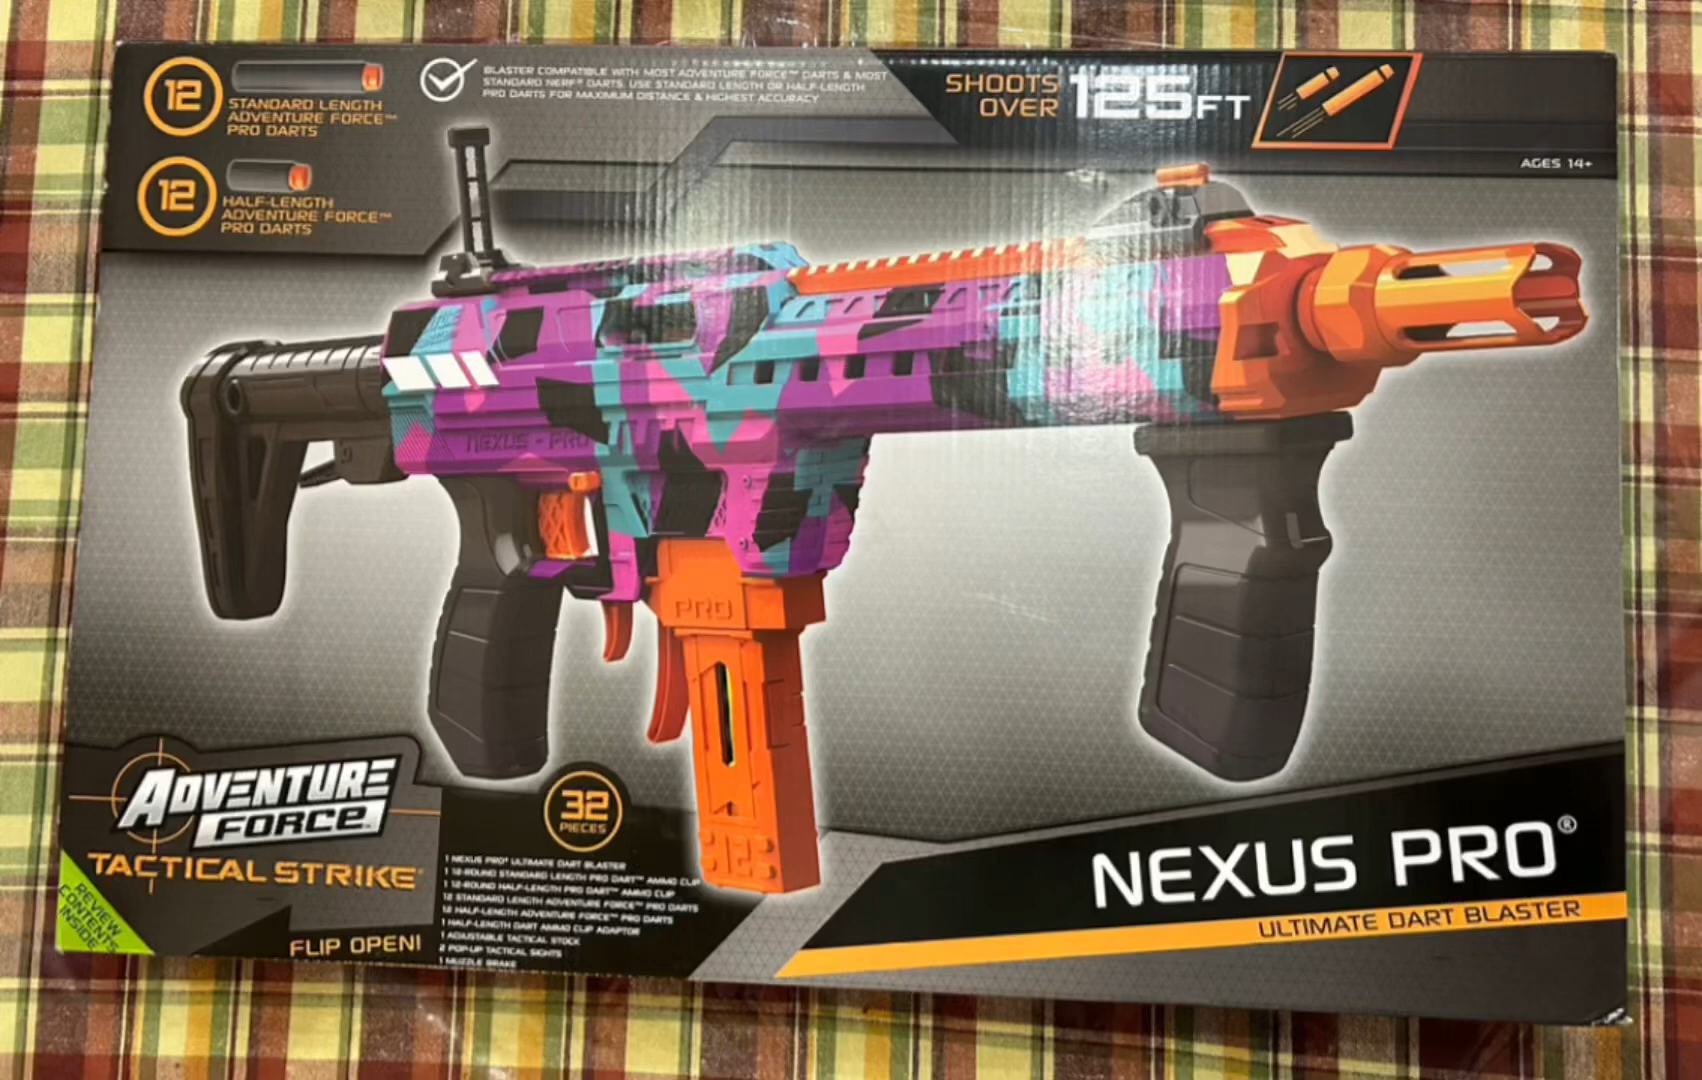 12
STANDARD LENGTH
ADVENTURE FORCE™
PRO DARTS
12
HALF-LENGTH
ADVENTURE FORCE™
PRO DARTS
BLASTER COMPATIBLE WITH MOST ADVENTURE FORCE™ DARTS & MOST
STANDARD NERF® DARTS. USE STANDARD LENGTH OR HALF-LENGTH
PRO DARTS FOR MAXIMUM DISTANCE & HIGHEST ACCURACY
SHOOTS
OVER
125FT
AGES 14+
NEXUS - PRO
PRO
12
ADVENTURE
FORCE™
TACTICAL STRIKE
REVIEW
CONTENTS
INSIDE
FLIP OPEN!
32
PIECES
1 NEXUS PRO® ULTIMATE DART BLASTER
1 12-ROUND STANDARD LENGTH PRO DART™ AMMO CLIP
1 12-ROUND HALF-LENGTH PRO DART™ AMMO CLIP
12 STANDARD LENGTH ADVENTURE FORCE™ PRO DARTS
12 HALF-LENGTH ADVENTURE FORCE™ PRO DARTS
1 HALF-LENGTH DART AMMO CLIP ADAPTOR
1 ADJUSTABLE TACTICAL STOCK
2 POP-UP TACTICAL SIGHTS
1 MUZZLE BRAKE
NEXUS PRO®
ULTIMATE DART BLASTER